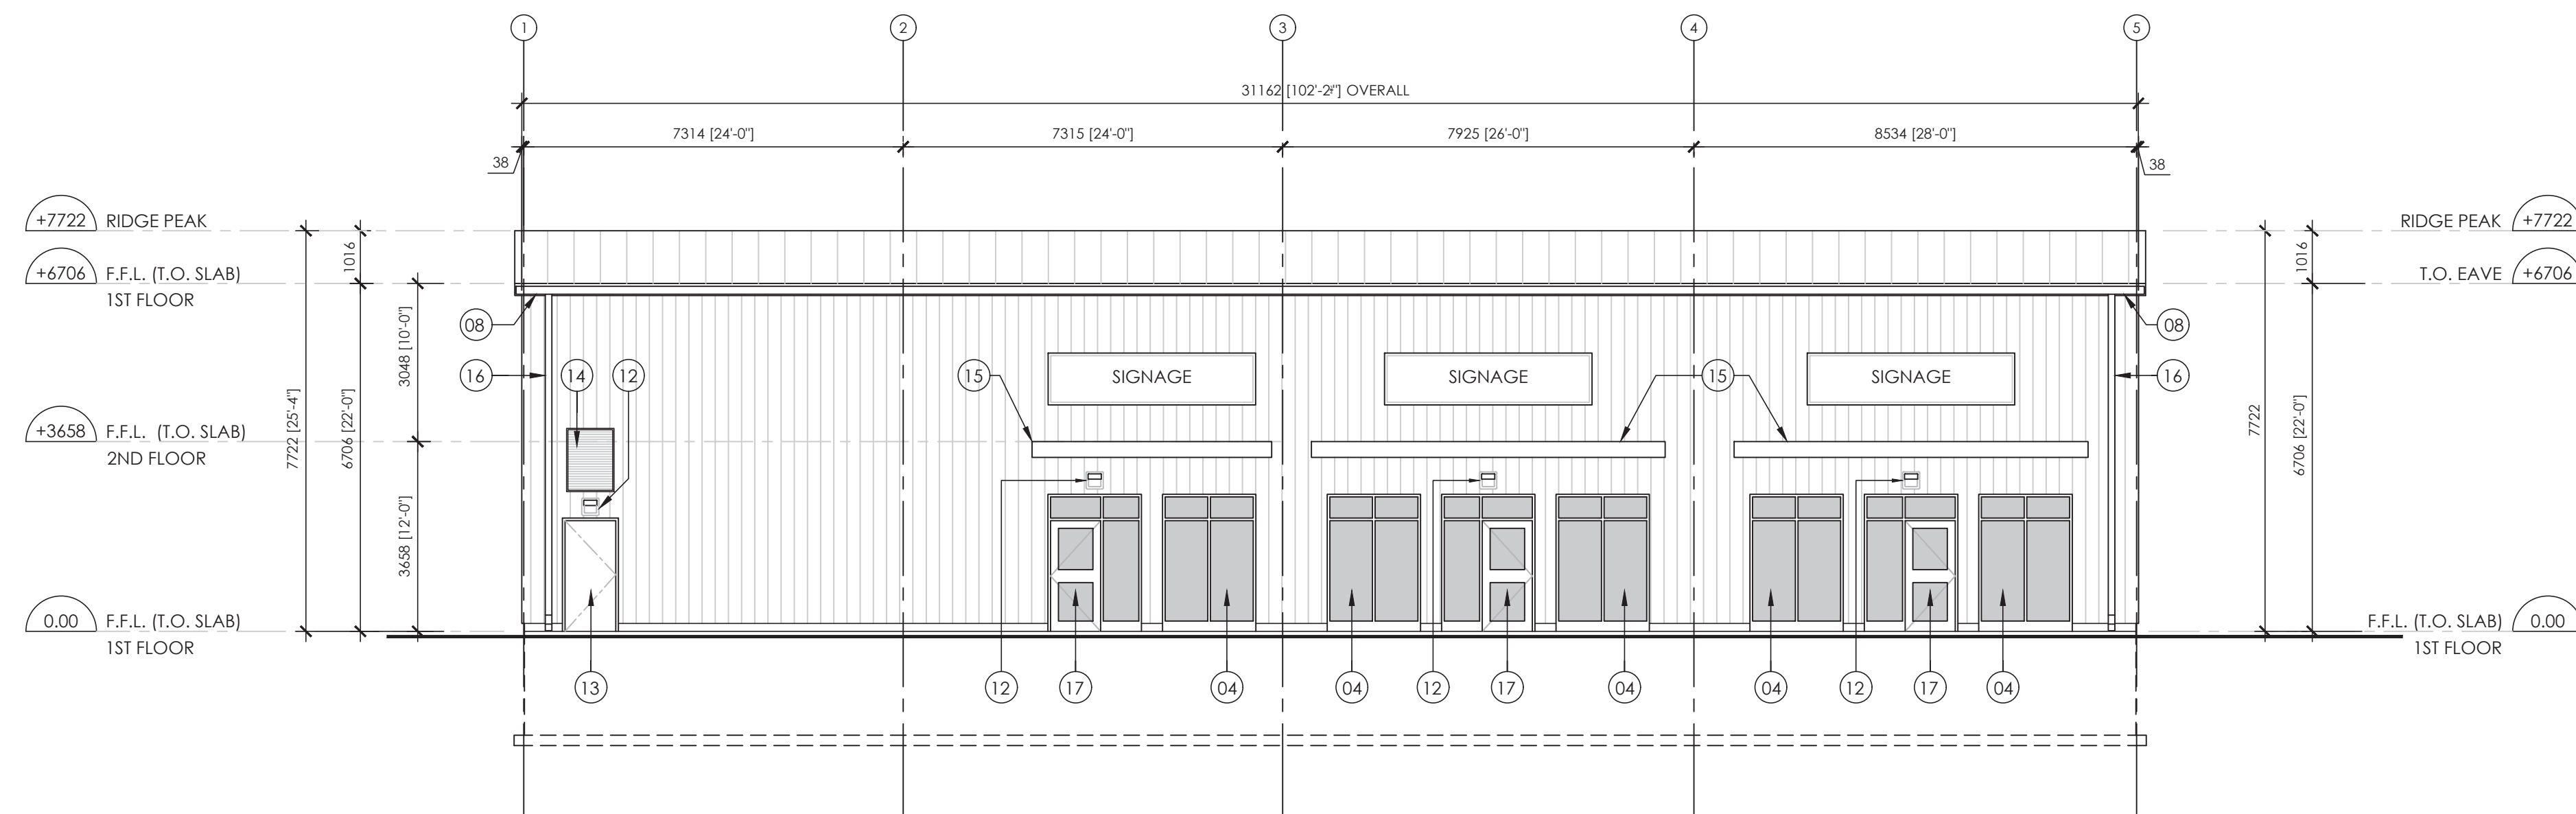 1 2 3 4 5
31162 [102'-2¾"] OVERALL
7314 [24'-0"] 7315 [24'-0"] 7925 [26'-0"] 8534 [28'-0"]
38 38
+7722 RIDGE PEAK
+6706 F.F.L. (T.O. SLAB)
1ST FLOOR
+3658 F.F.L. (T.O. SLAB)
2ND FLOOR
0.00 F.F.L. (T.O. SLAB)
1ST FLOOR
7722 [25'-4"]
1016
6706 [22'-0"]
3048 [10'-0"]
3658 [12'-0"]
08
16 14 12
15 SIGNAGE SIGNAGE 15 SIGNAGE
08
16
13 12 17 04 04 12 17 04 04 12 17 04
RIDGE PEAK +7722
T.O. EAVE +6706
F.F.L. (T.O. SLAB) 0.00
1ST FLOOR
7722
1016
6706 [22'-0"]